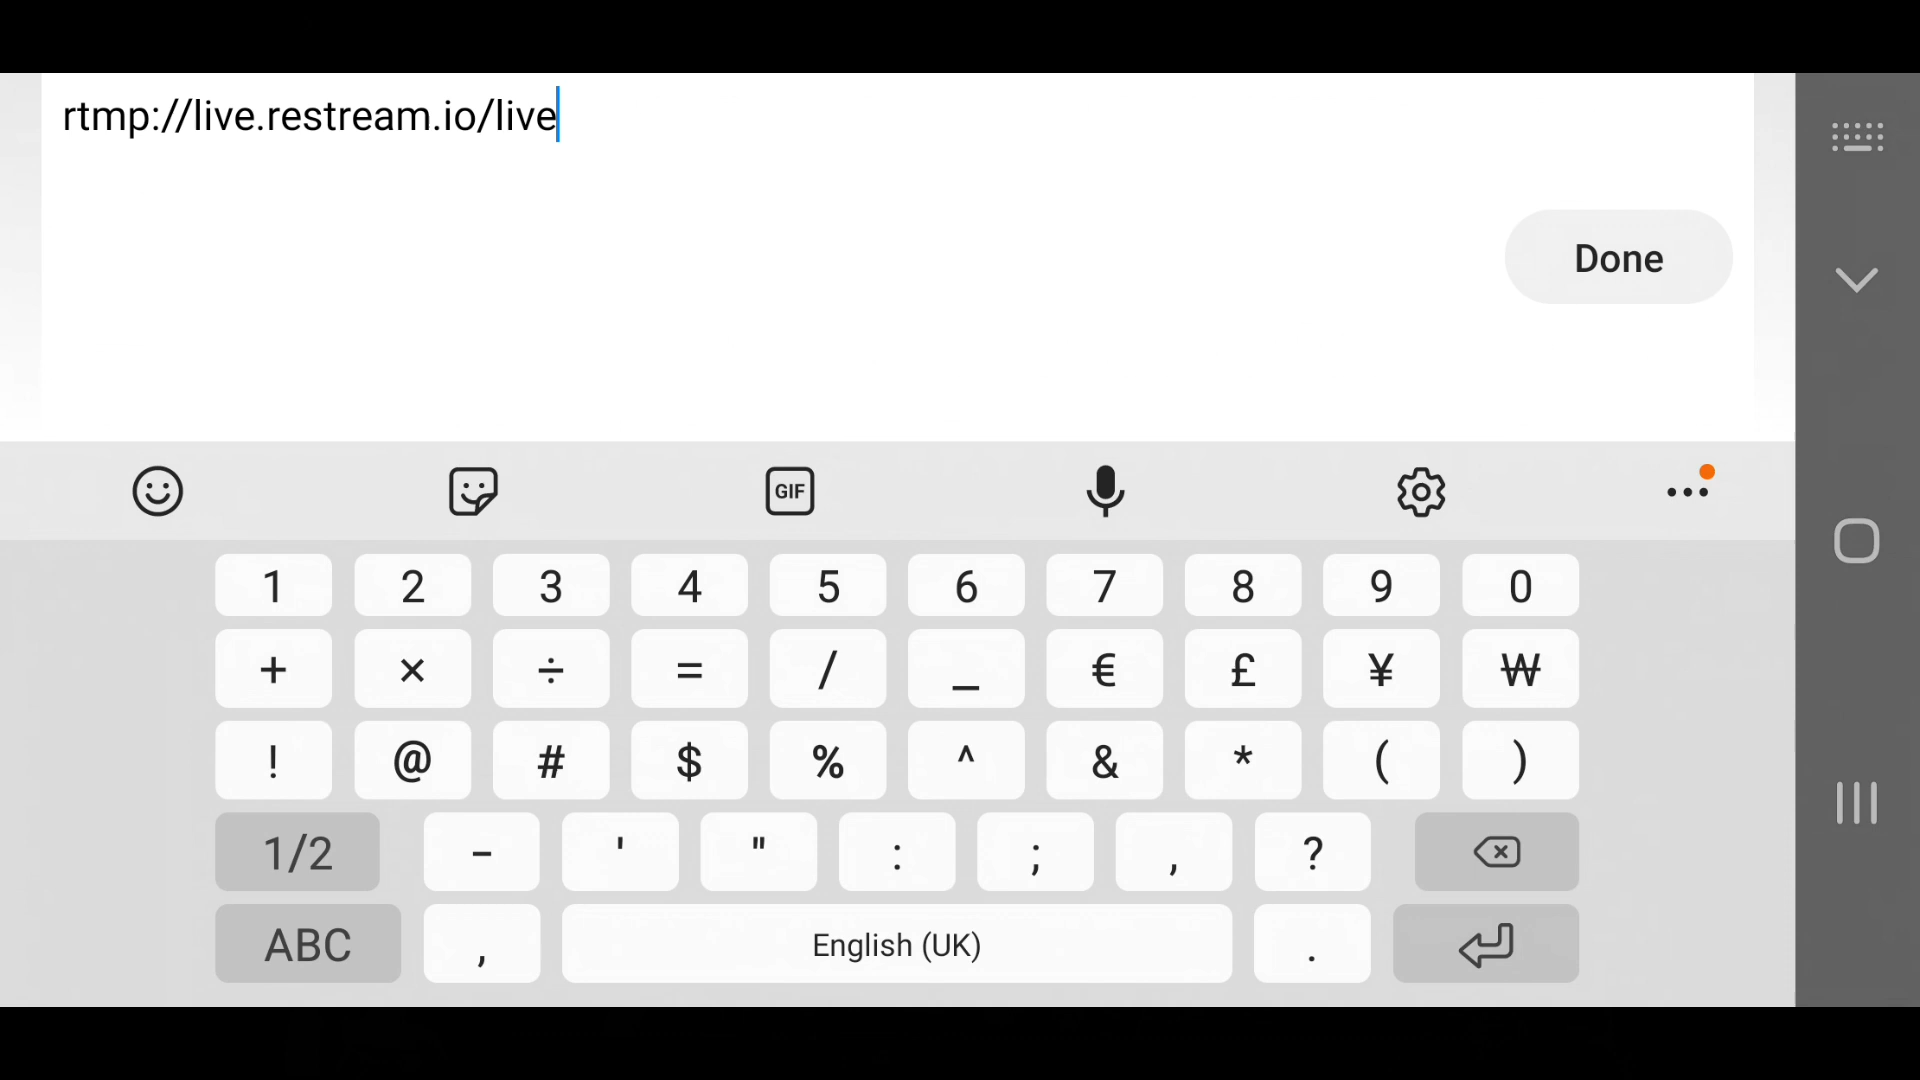 rtmp://live.restream.io/live
Done
GIF
1 2 3 4 5 6 7 8 9 0
+ × ÷ = / _ € £ ¥ ₩
! @ # $ % ^ & * ( )
1/2 - ' " : ; , ?
ABC , English (UK) .